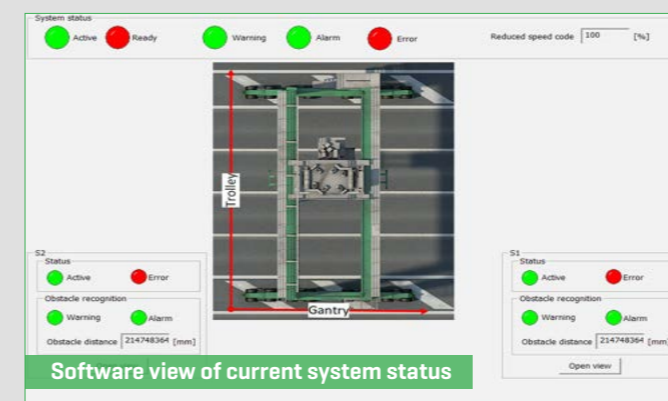 System status
Active Ready Warning Alarm Error Reduced speed code 100 [%]
Trolley
Gantry
S2
Status
Active Error
Obstacle recognition
Warning Alarm
Obstacle distance 214748364 [mm]
S1
Status
Active Error
Obstacle recognition
Warning Alarm
Obstacle distance 214748364 [mm]
Open view
Software view of current system status